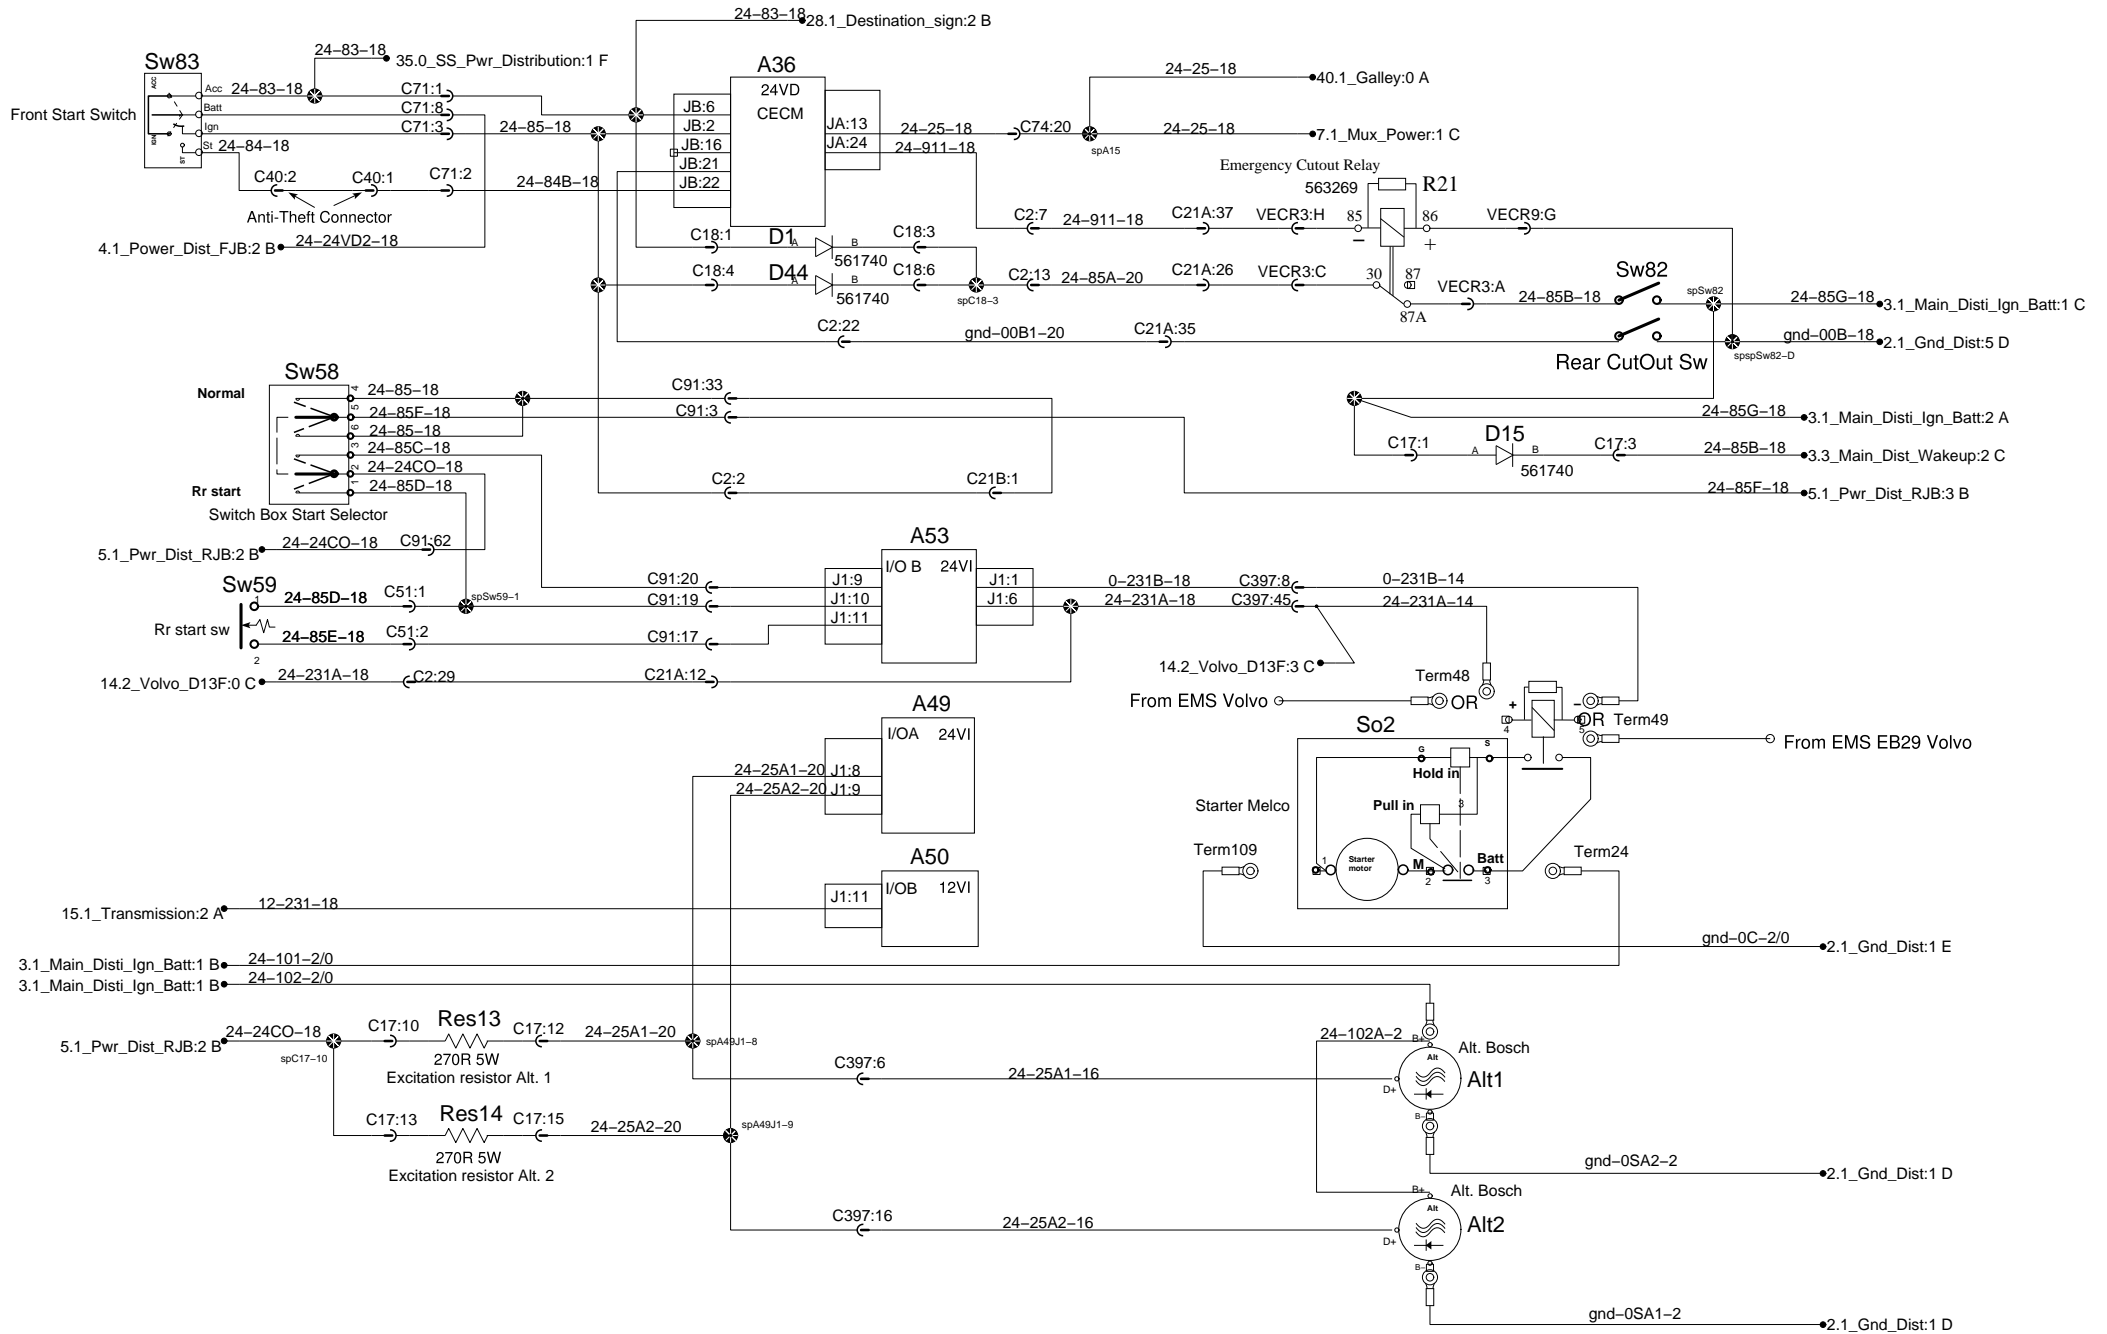 24-83-18
28.1_Destination_sign:2 B
24-83-18
35.0_SS_Pwr_Distribution:1 F
Sw83
ACC
IGN
ST
Front Start Switch
Acc
24-83-18
C71:1
Batt
C71:8
Ign
C71:3
24-85-18
St
24-84-18
C40:2
C40:1
C71:2
24-84B-18
Anti-Theft Connector
4.1_Power_Dist_FJB:2 B
24-24VD2-18
A36
24VD
CECM
JB:6
JB:2
JB:16
JB:21
JB:22
JA:13
JA:24
24-25-18
24-911-18
C74:20
spA15
24-25-18
40.1_Galley:0 A
24-25-18
7.1_Mux_Power:1 C
Emergency Cutout Relay
563269
R21
C2:7
24-911-18
C21A:37
VECR3:H
85
86
–
+
VECR9:G
C18:1
D1
A
B
561740
C18:3
C18:4
D44
A
B
561740
C18:6
spC18-3
C2:13
24-85A-20
C21A:26
VECR3:C
30
87
87A
VECR3:A
24-85B-18
Sw82
spSw82
24-85G-18
3.1_Main_Disti_Ign_Batt:1 C
C2:22
gnd-00B1-20
C21A:35
Rear CutOut Sw
spspSw82-D
gnd-00B-18
2.1_Gnd_Dist:5 D
Sw58
Normal
Rr start
Switch Box Start Selector
4
5
6
3
2
1
24-85-18
24-85F-18
24-85-18
24-85C-18
24-24CO-18
24-85D-18
C91:33
C91:3
C2:2
C21B:1
24-85G-18
3.1_Main_Disti_Ign_Batt:2 A
C17:1
D15
A
B
561740
C17:3
24-85B-18
3.3_Main_Dist_Wakeup:2 C
24-85F-18
5.1_Pwr_Dist_RJB:3 B
5.1_Pwr_Dist_RJB:2 B
24-24CO-18
C91:62
Sw59
Rr start sw
1
2
24-85D-18
C51:1
spSw59-1
24-85E-18
C51:2
C91:20
C91:19
C91:17
14.2_Volvo_D13F:0 C
24-231A-18
C2:29
C21A:12
A53
I/O B
24VI
J1:9
J1:10
J1:11
J1:1
J1:6
0-231B-18
C397:8
0-231B-14
24-231A-18
C397:45
24-231A-14
14.2_Volvo_D13F:3 C
From EMS Volvo
Term48
OR
+
–
4
5
OR
Term49
From EMS EB29 Volvo
A49
I/OA
24VI
24-25A1-20
J1:8
24-25A2-20
J1:9
So2
Starter Melco
G
S
Hold in
Pull in
3
1
Starter
motor
M
2
Batt
3
Term109
Term24
A50
I/OB
12VI
J1:11
15.1_Transmission:2 A
12-231-18
gnd-0C-2/0
2.1_Gnd_Dist:1 E
3.1_Main_Disti_Ign_Batt:1 B
24-101-2/0
3.1_Main_Disti_Ign_Batt:1 B
24-102-2/0
5.1_Pwr_Dist_RJB:2 B
24-24CO-18
spC17-10
C17:10
Res13
270R 5W
Excitation resistor Alt. 1
C17:12
24-25A1-20
spA49J1-8
C397:6
24-25A1-16
24-102A-2
B+
Alt
D+
B-
Alt. Bosch
Alt1
C17:13
Res14
270R 5W
Excitation resistor Alt. 2
C17:15
24-25A2-20
spA49J1-9
gnd-0SA2-2
2.1_Gnd_Dist:1 D
C397:16
24-25A2-16
B+
Alt
D+
B-
Alt. Bosch
Alt2
gnd-0SA1-2
2.1_Gnd_Dist:1 D